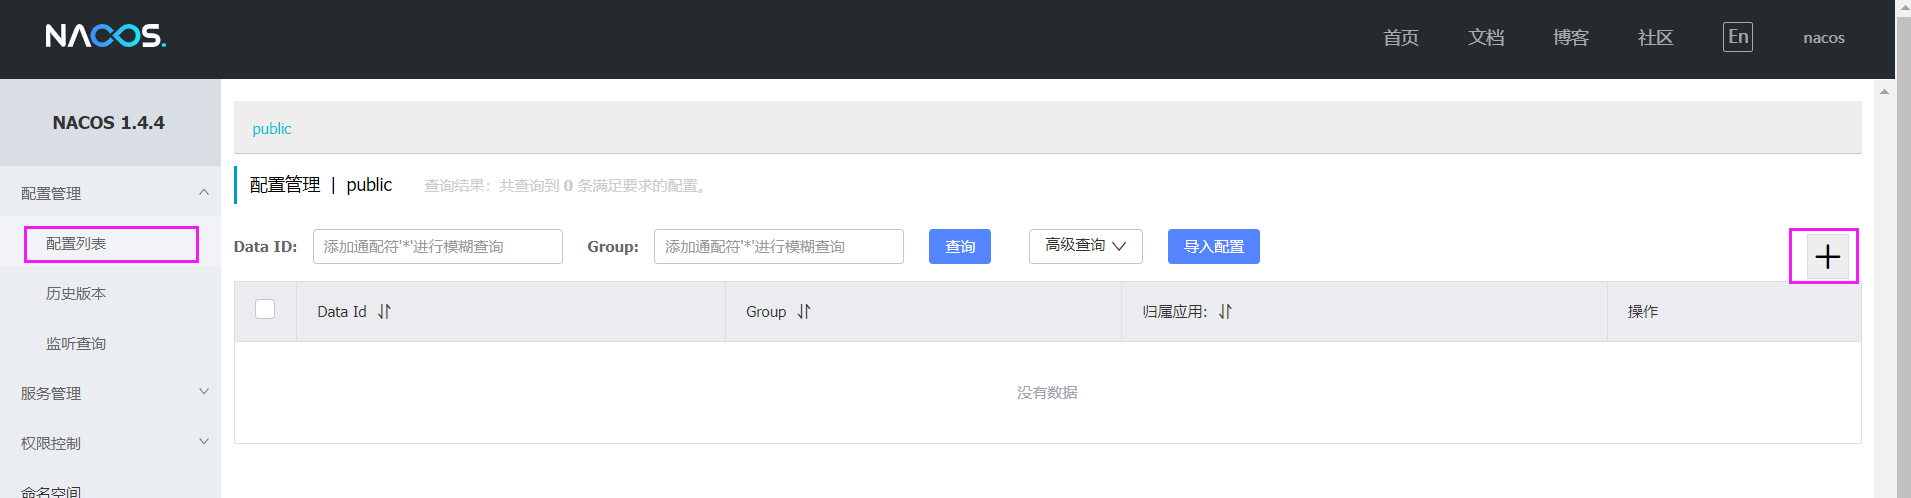 NACOS.
首页 文档 博客 社区 En nacos
NACOS 1.4.4
配置管理
配置列表
历史版本
监听查询
服务管理
权限控制
命名空间
public
配置管理 | public 查询结果：共查询到 0 条满足要求的配置。
Data ID: 添加通配符'*'进行模糊查询 Group: 添加通配符'*'进行模糊查询 查询 高级查询 导入配置
Data Id Group 归属应用: 操作
没有数据